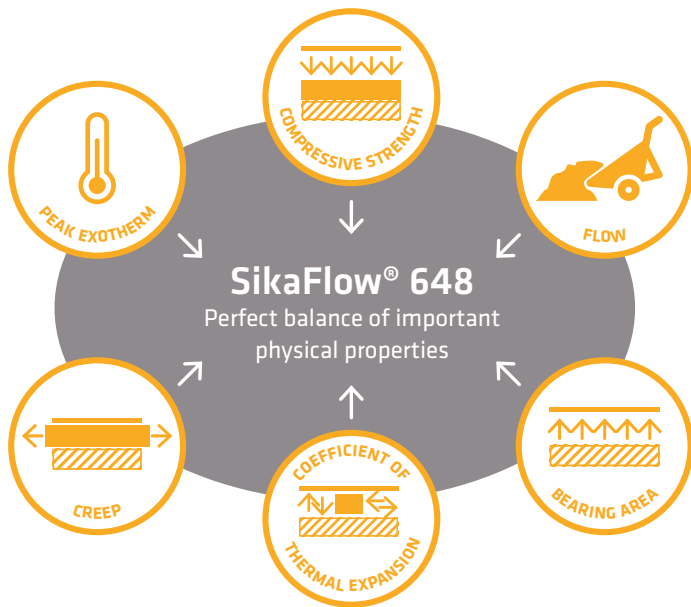 COMPRESSIVE STRENGTH
PEAK EXOTHERM
FLOW
SikaFlow® 648
Perfect balance of important
physical properties
CREEP
COEFFICIENT OF
THERMAL EXPANSION
BEARING AREA